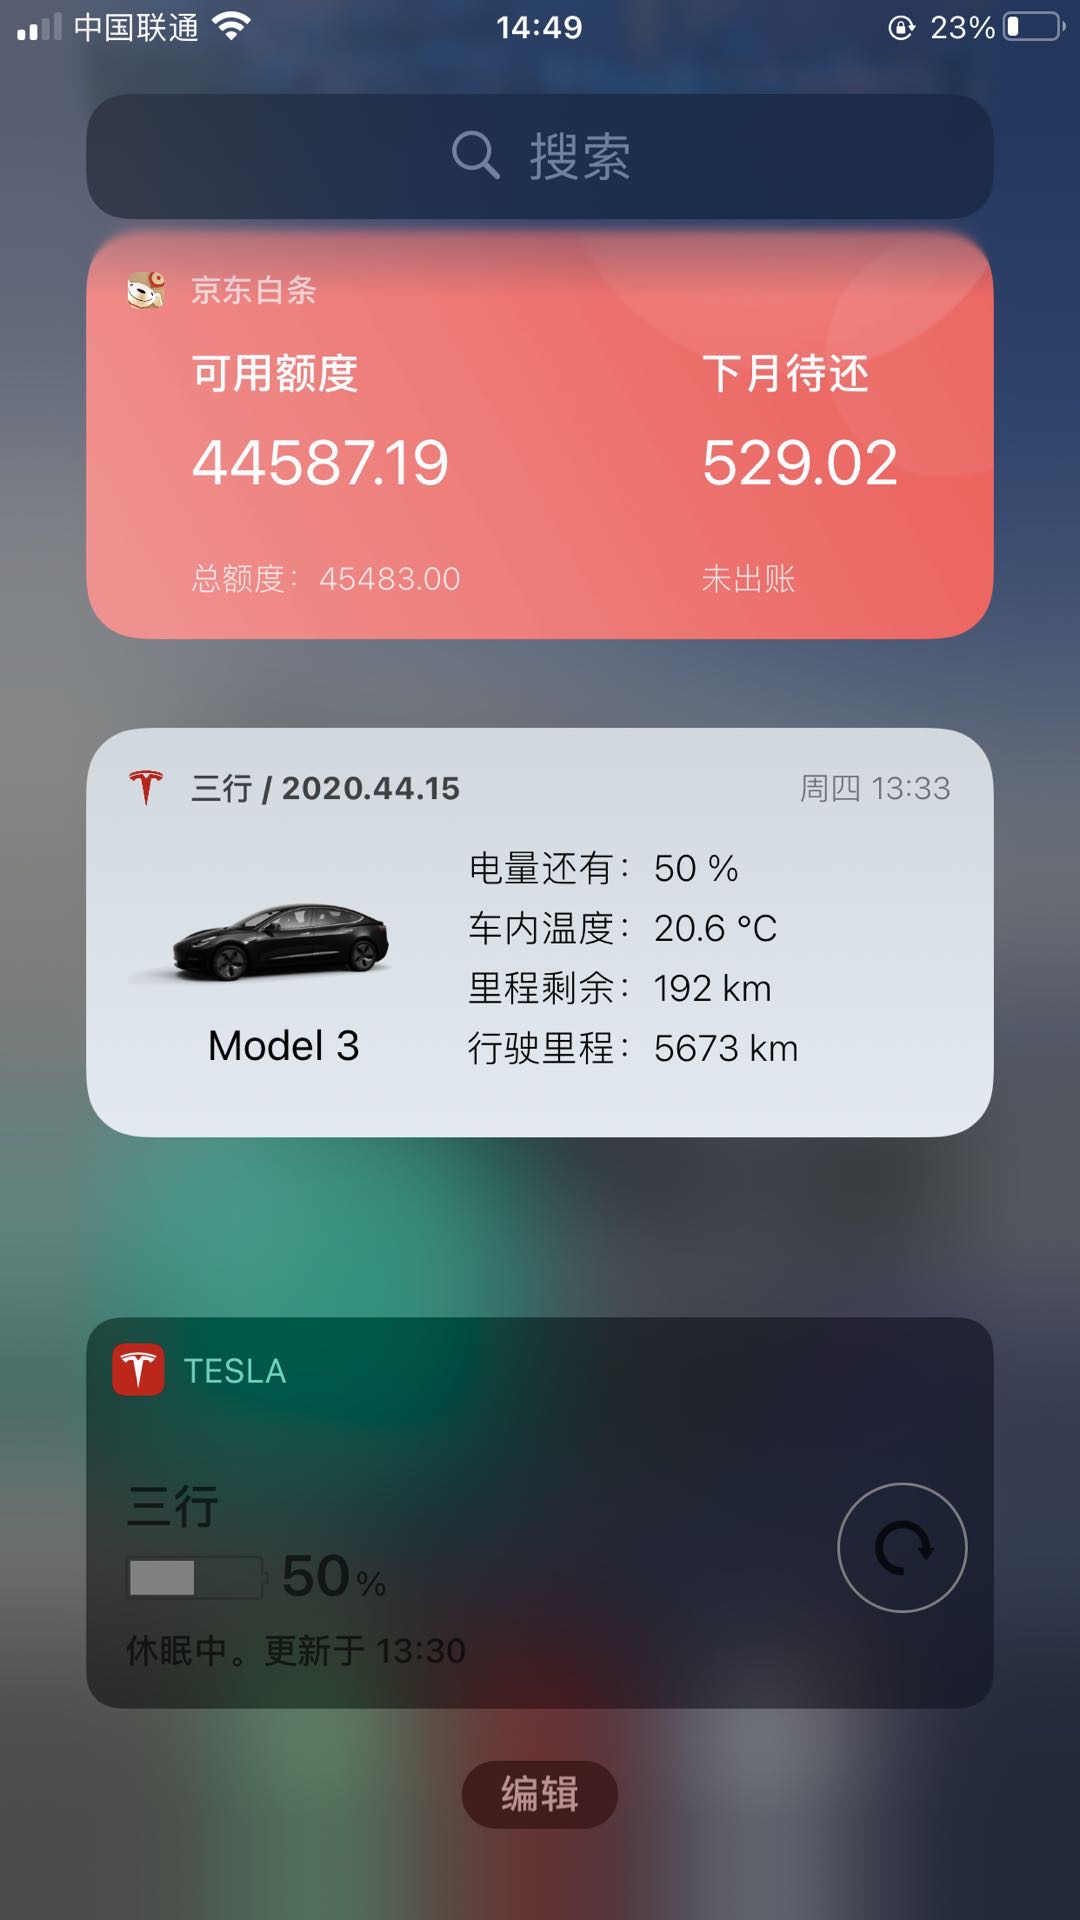 中国联通 14:49 23%
搜索
京东白条
可用额度 下月待还
44587.19 529.02
总额度：45483.00 未出账
三行 / 2020.44.15 周四 13:33
电量还有：50 %
车内温度：20.6 °C
里程剩余：192 km
行驶里程：5673 km
Model 3
TESLA
三行
50%
休眠中。更新于 13:30
编辑